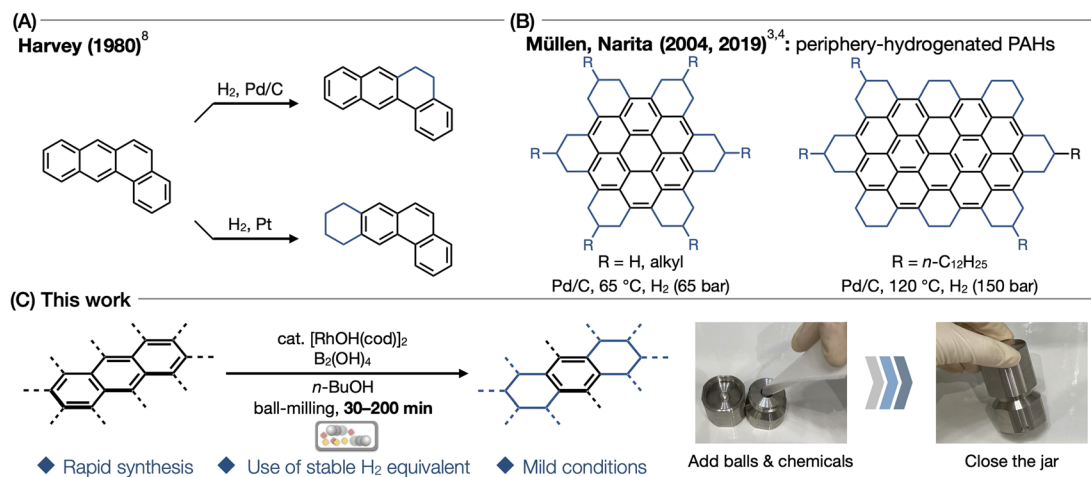 (A)
Harvey (1980)8
H2, Pd/C
H2, Pt
(B)
Müllen, Narita (2004, 2019)3,4: periphery-hydrogenated PAHs
R
R
R
R
R
R
R = H, alkyl
Pd/C, 65 °C, H2 (65 bar)
R
R
R
R = n-C12H25
Pd/C, 120 °C, H2 (150 bar)
(C) This work
cat. [RhOH(cod)]2
B2(OH)4
n-BuOH
ball-milling, 30–200 min
Rapid synthesis
Use of stable H2 equivalent
Mild conditions
Add balls & chemicals
Close the jar